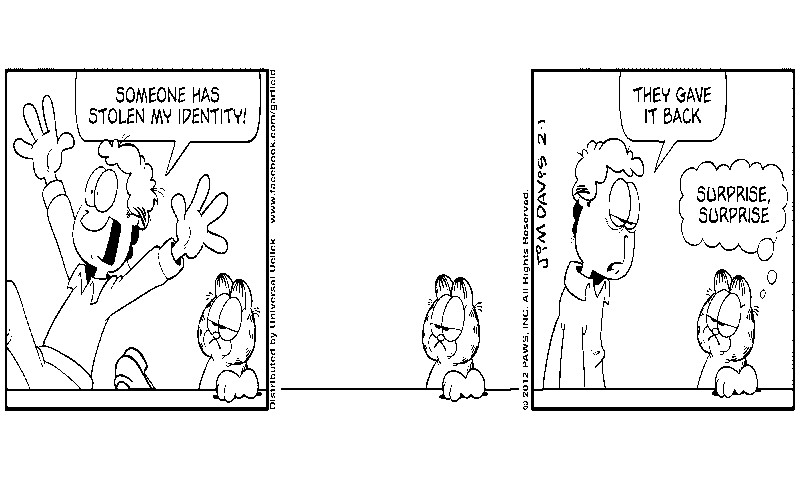 SOMEONE HAS
STOLEN MY IDENTITY!
Distributed by Universal Uclick www.facebook.com/garfield
© 2012 PAWS, INC. All Rights Reserved.
JIM DAVIS 2·1
THEY GAVE
IT BACK
SURPRISE,
SURPRISE